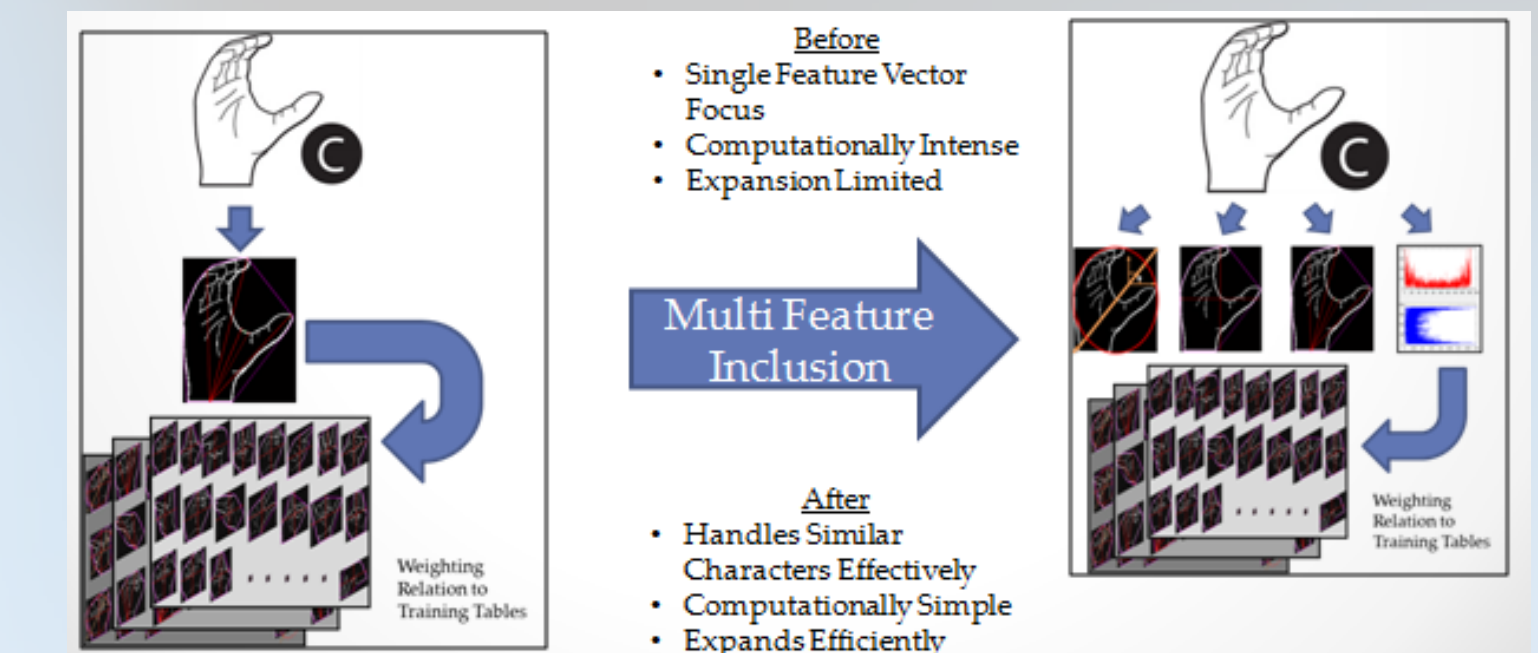 C
Before
• Single Feature Vector
Focus
• Computationally Intense
• Expansion Limited
Multi Feature
Inclusion
After
• Handles Similar
Characters Effectively
• Computationally Simple
• Expands Efficiently
Weighting
Relation to
Training Tables
C
Weighting
Relation to
Training Tables